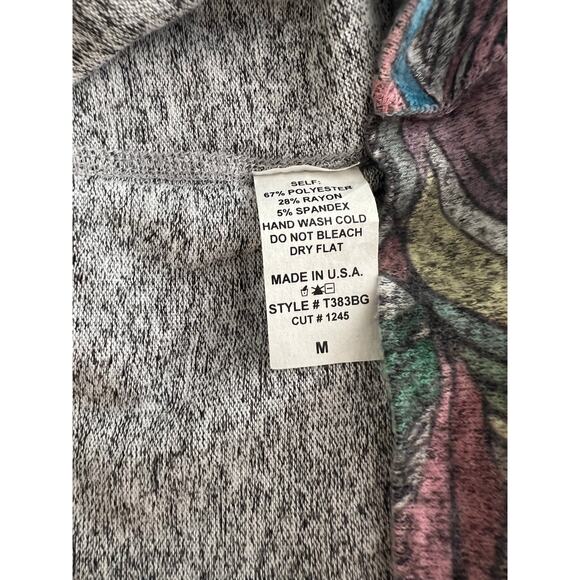 SELF:
67% POLYESTER
28% RAYON
5% SPANDEX
HAND WASH COLD
DO NOT BLEACH
DRY FLAT
MADE IN U.S.A.
STYLE # T383BG
CUT # 1245
M